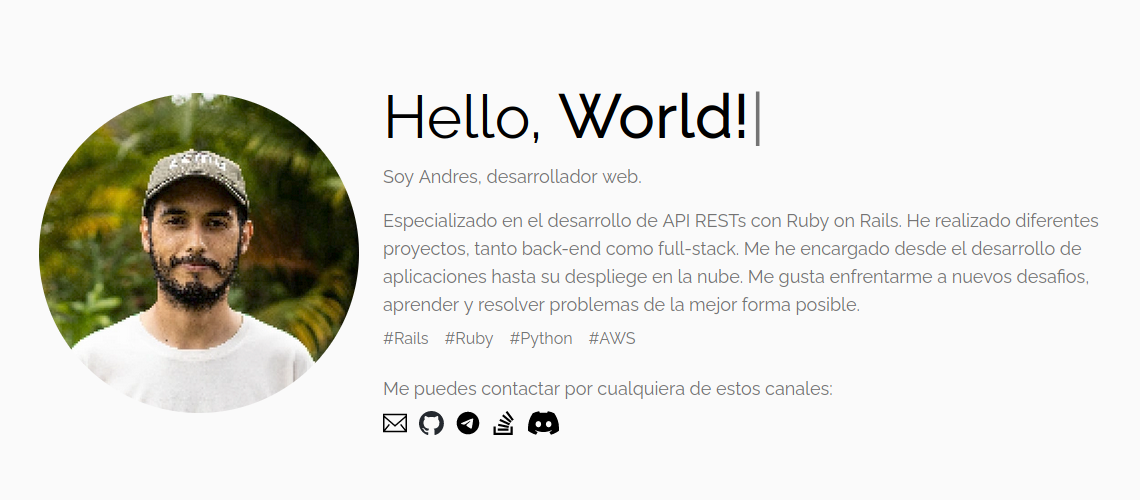 Hello, World!
Soy Andres, desarrollador web.
Especializado en el desarrollo de API RESTs con Ruby on Rails. He realizado diferentes
proyectos, tanto back-end como full-stack. Me he encargado desde el desarrollo de
aplicaciones hasta su despliege en la nube. Me gusta enfrentarme a nuevos desafios,
aprender y resolver problemas de la mejor forma posible.
#Rails #Ruby #Python #AWS
Me puedes contactar por cualquiera de estos canales: